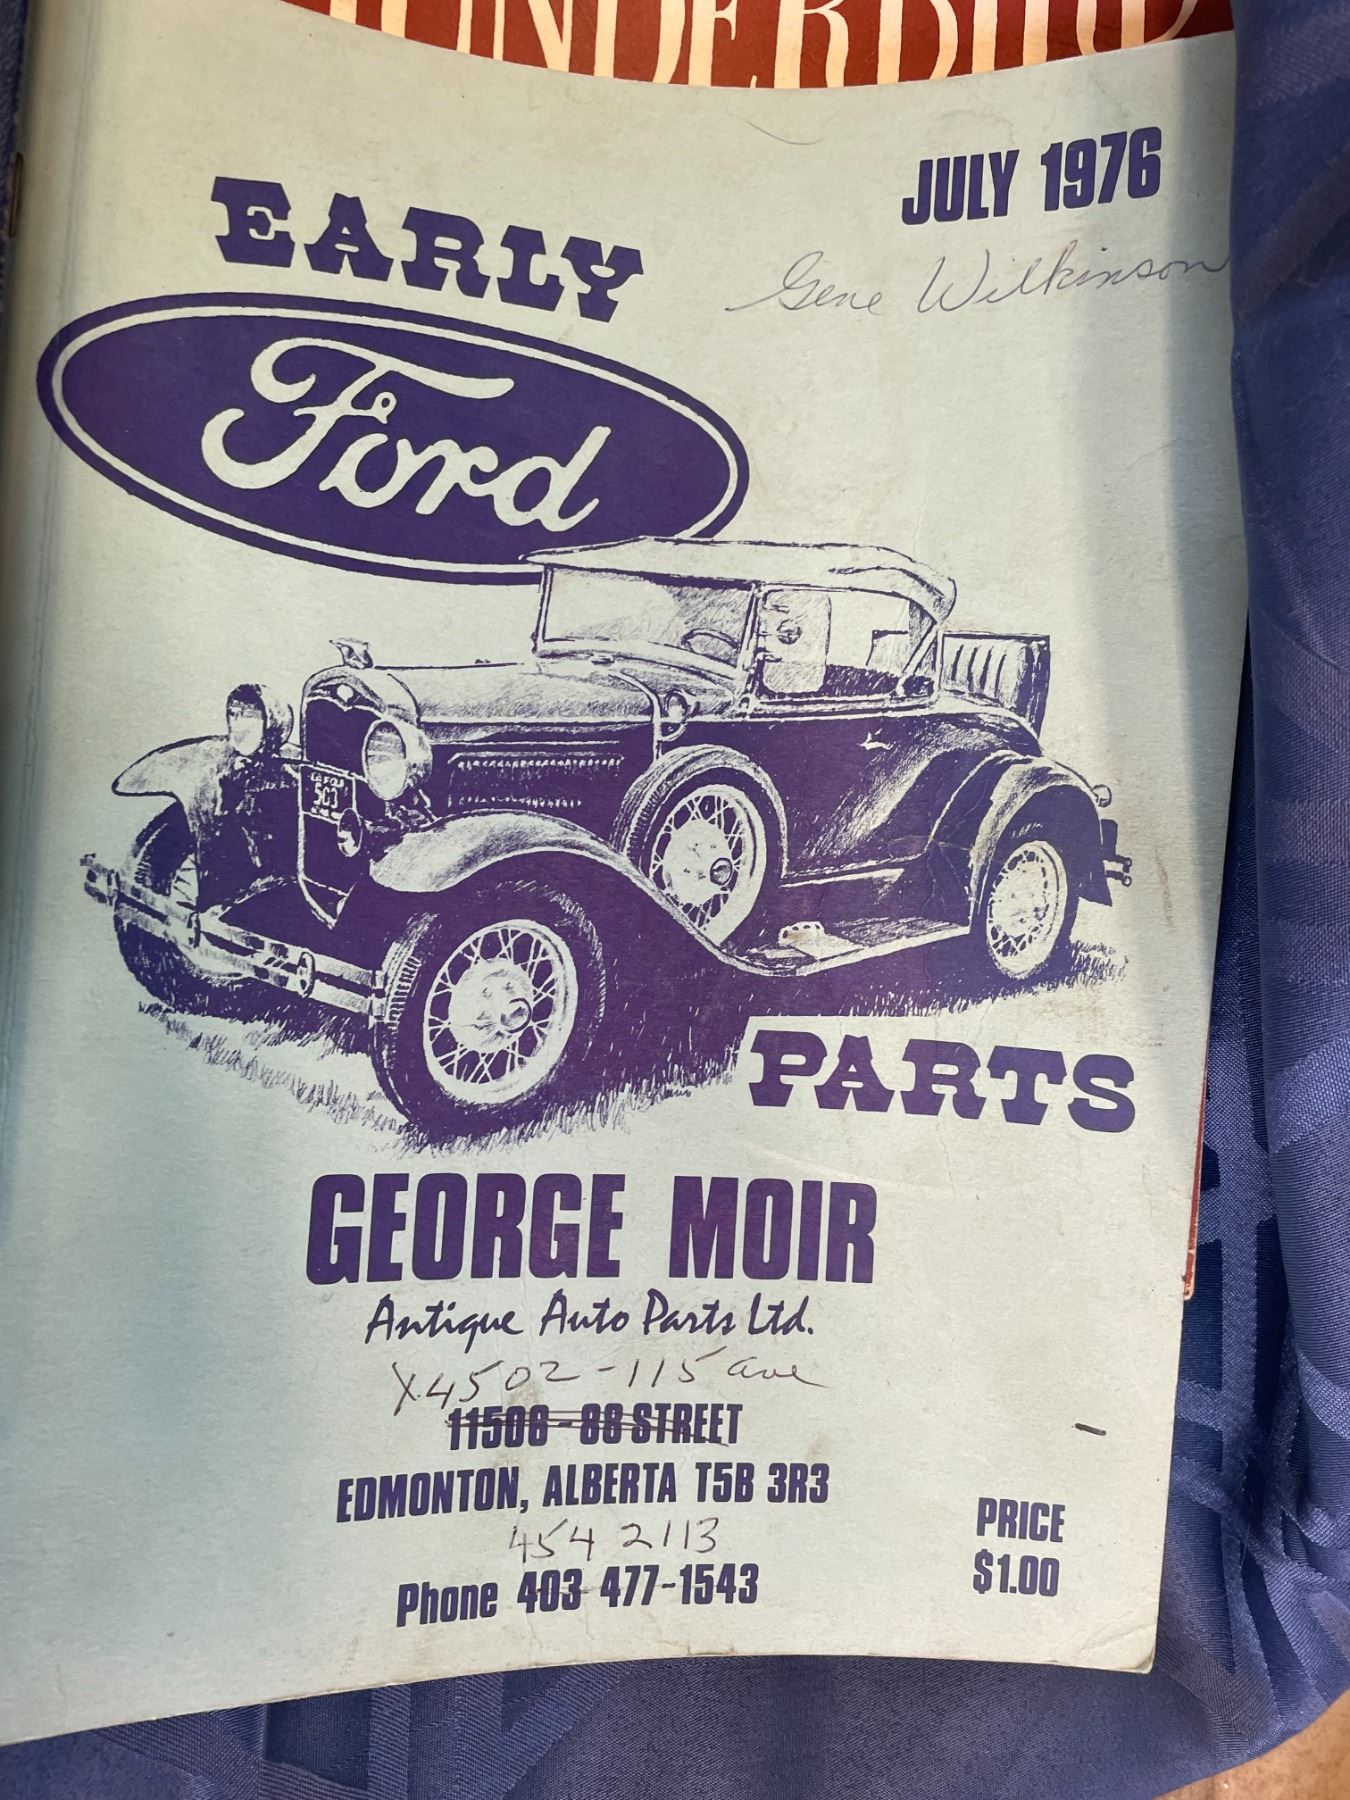 JULY 1976
Gene Wilkinson
EARLY
Ford
PARTS
GEORGE MOIR
Antique Auto Parts Ltd.
4502-115 ave
11506-88 STREET
EDMONTON, ALBERTA T5B 3R3
454 2113
Phone 403 477-1543
PRICE
$1.00